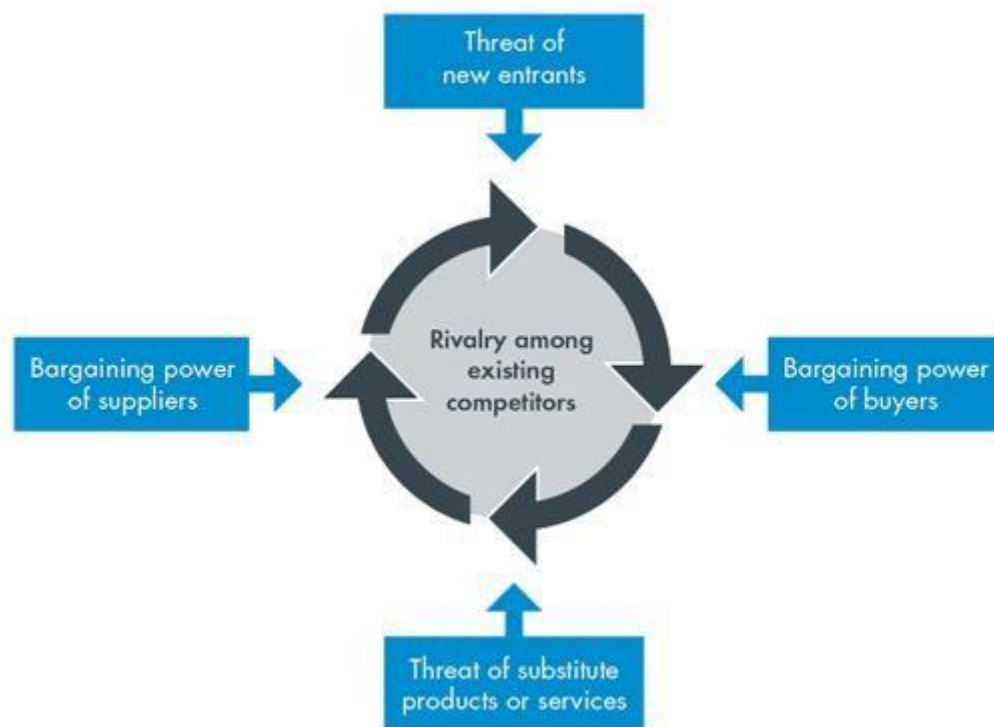 Threat of
new entrants
Bargaining power
of suppliers
Rivalry among
existing
competitors
Bargaining power
of buyers
Threat of substitute
products or services